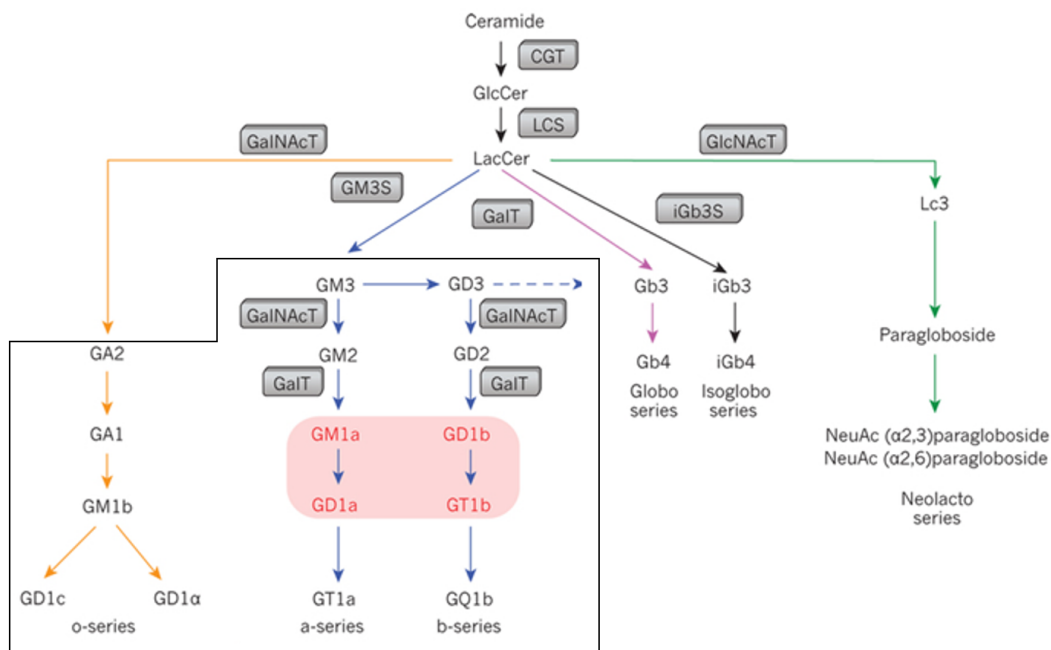 Ceramide
CGT
GlcCer
LCS
GalNAcT
GlcNAcT
LacCer
GM3S
GalT
iGb3S
Lc3
GM3
GD3
Gb3
iGb3
GalNAcT
GalNAcT
Paragloboside
GA2
GM2
GD2
Gb4
iGb4
GalT
GalT
Globo
series
Isoglobo
series
GA1
GM1a
GD1b
NeuAc (α2,3)paragloboside
NeuAc (α2,6)paragloboside
GM1b
GD1a
GT1b
Neolacto
series
GD1c
GD1α
GT1a
GQ1b
o-series
a-series
b-series